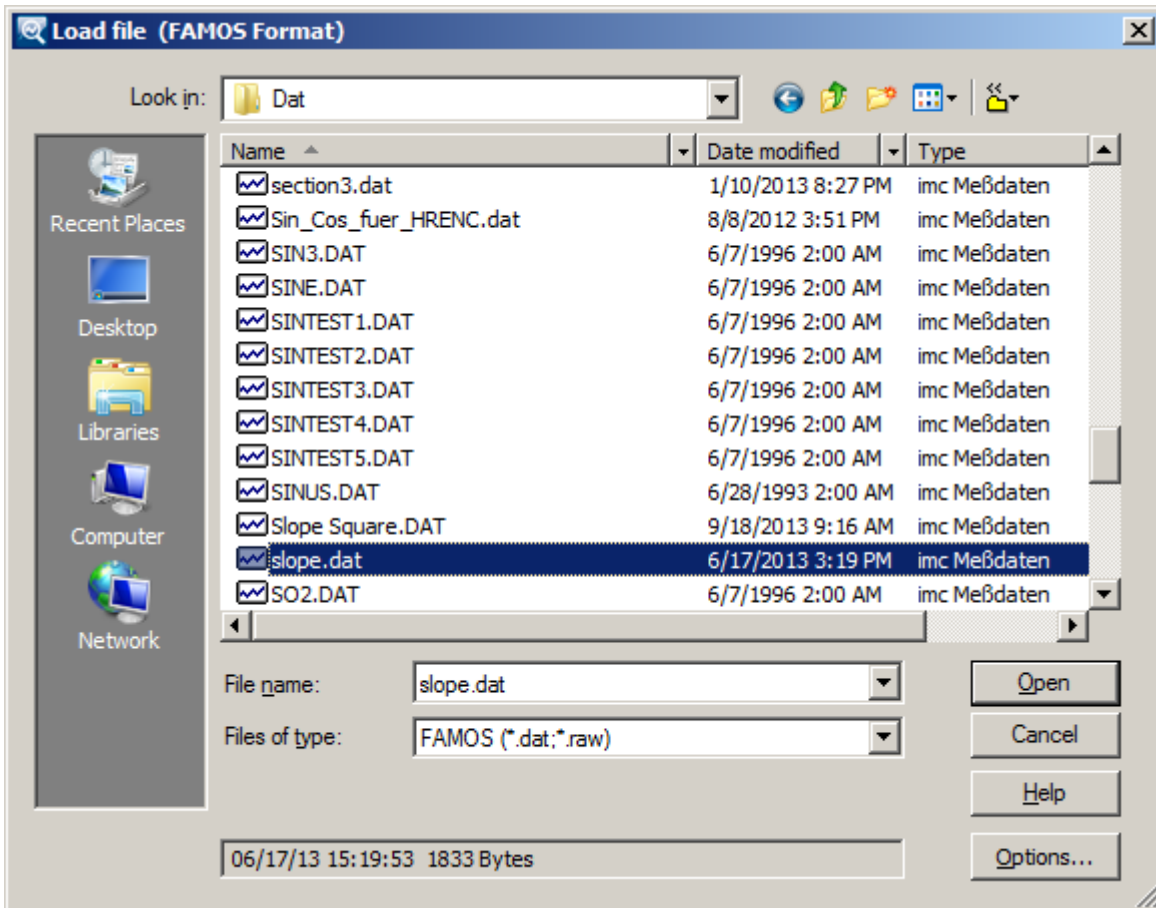 Load file (FAMOS Format)
Look in: Dat
Name Date modified Type
section3.dat 1/10/2013 8:27 PM imc Meßdaten
Sin_Cos_fuer_HRENC.dat 8/8/2012 3:51 PM imc Meßdaten
SIN3.DAT 6/7/1996 2:00 AM imc Meßdaten
SINE.DAT 6/7/1996 2:00 AM imc Meßdaten
SINTEST1.DAT 6/7/1996 2:00 AM imc Meßdaten
SINTEST2.DAT 6/7/1996 2:00 AM imc Meßdaten
SINTEST3.DAT 6/7/1996 2:00 AM imc Meßdaten
SINTEST4.DAT 6/7/1996 2:00 AM imc Meßdaten
SINTEST5.DAT 6/7/1996 2:00 AM imc Meßdaten
SINUS.DAT 6/28/1993 2:00 AM imc Meßdaten
Slope Square.DAT 9/18/2013 9:16 AM imc Meßdaten
slope.dat 6/17/2013 3:19 PM imc Meßdaten
SO2.DAT 6/7/1996 2:00 AM imc Meßdaten
Recent Places
Desktop
Libraries
Computer
Network
File name: slope.dat Open
Files of type: FAMOS (*.dat;*.raw) Cancel
Help
06/17/13 15:19:53 1833 Bytes Options...